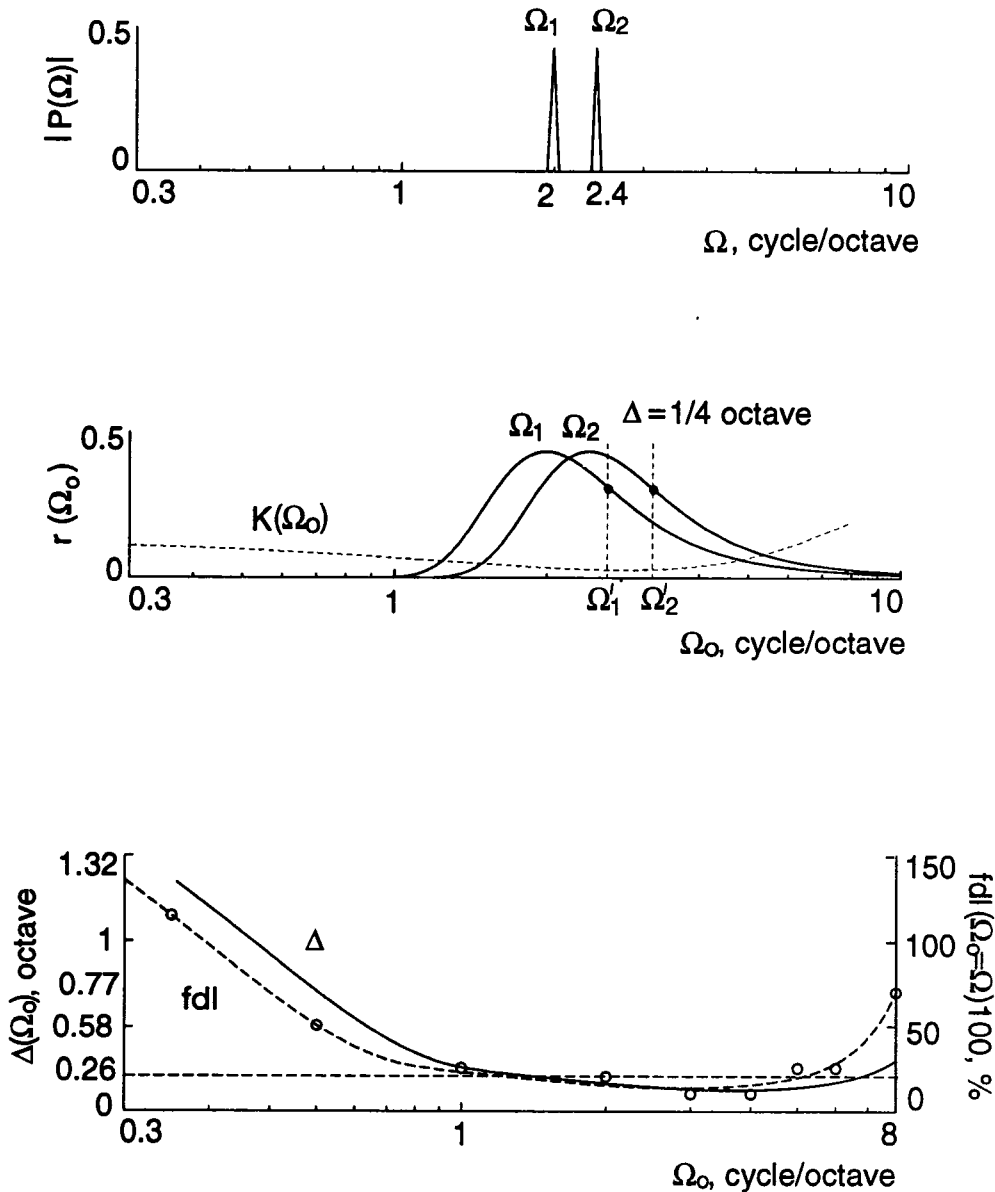 Ω1 Ω2
0.5
|P(Ω)|
0
0.3 1 2 2.4 10
Ω, cycle/octave
Δ=1/4 octave
Ω1 Ω2
0.5
r(Ωo)
K(Ωo)
0
0.3 1 Ω'1 Ω'2 10
Ωo, cycle/octave
1.32 150
Δ
1 100
0.77
fdl
0.58 50
0.26
0 0
Δ(Ωo), octave
fdl(Ωo=Ω)100, %
0.3 1 8
Ωo, cycle/octave